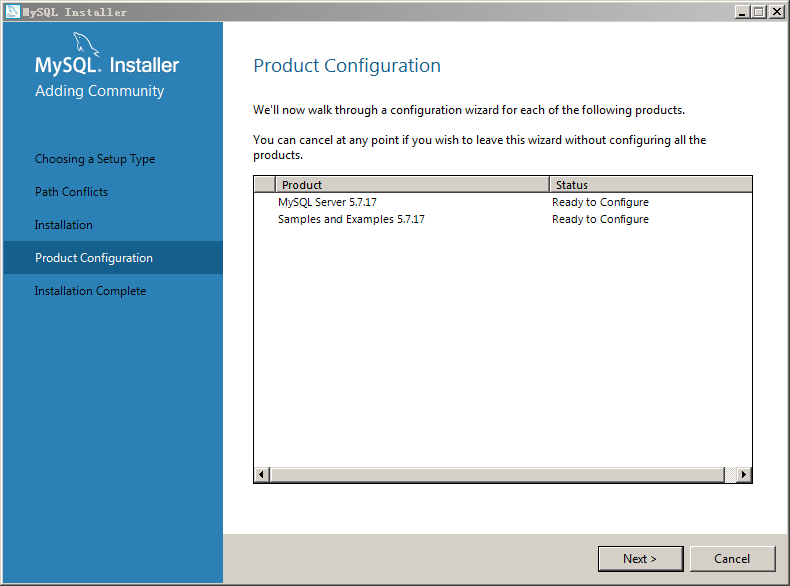 MySQL Installer
MySQL. Installer
Adding Community
Choosing a Setup Type
Path Conflicts
Installation
Product Configuration
Installation Complete
Product Configuration
We'll now walk through a configuration wizard for each of the following products.
You can cancel at any point if you wish to leave this wizard without configuring all the
products.
Product Status
MySQL Server 5.7.17 Ready to Configure
Samples and Examples 5.7.17 Ready to Configure
Next > Cancel